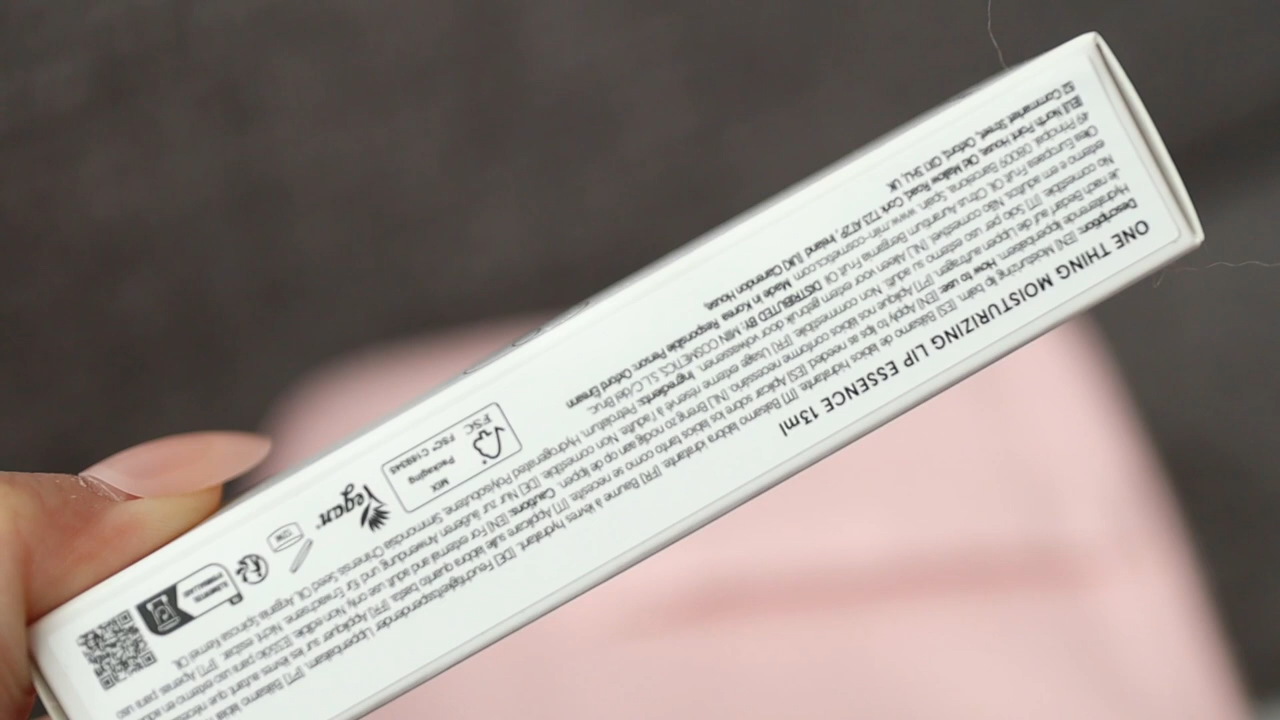 ONE THING MOISTURIZING LIP ESSENCE 13ml
Description: [EN] Moisturizing lip balm. [ES] Bálsamo de labios hidratante. [IT] Balsamo labbra idratante. [FR] Baume à lèvres hydratant. [DE] Feuchtigkeitsspendender Lippenbalsam. [PT] Bálsamo labial
Hydraterende lippenbalsem. How to use: [EN] Apply to lips as needed. [ES] Aplicar sobre los labios tanto como se necesite. [IT] Applicare sulle labbra quanto basta. [FR] Appliquer sur les lèvres autant que
Je nach Bedarf auf die Lippen auftragen. [PT] Aplique nos lábios conforme necessário. [NL] Breng zo nodig aan op de lippen. Cautions: [EN] For external and adult use only. Non edible. [ES] Sólo para uso externo en
No comestible. [IT] Solo per uso esterno su adulti. Non commestibile. [FR] Usage externe à l'adulte. Non comestible. [DE] Nur zur äußeren Anwendung und für Erwachsene. Nicht essbar. [PT] Apenas para uso
externo e em adultos. Não comestível. [NL] Alleen voor extern gebruik door volwassenen. Ingredients: Petrolatum, Hydrogenated Polyisobutene, Simmondsia Chinensis Seed Oil, Argania Spinosa Kernel Oil,
Olea Europaea Fruit Oil, Citrus Aurantium Bergamia Fruit Oil DISTRIBUTED BY: MIIN COSMETICS, S.L. C/del Bruc,
49 Principal 08009 Barcelona, Spain. www.miin-cosmetics.com Made in Korea Responsible Person: Oxford
[EU] North Point House, Old Mallow Road, Cork T23 AT2P, Ireland [UK] Clarendon House,
52 Cornmarket Street, Oxford, OX1 3HJ, UK
MIX
Packaging
FSC
FSC® C168345
Vegan